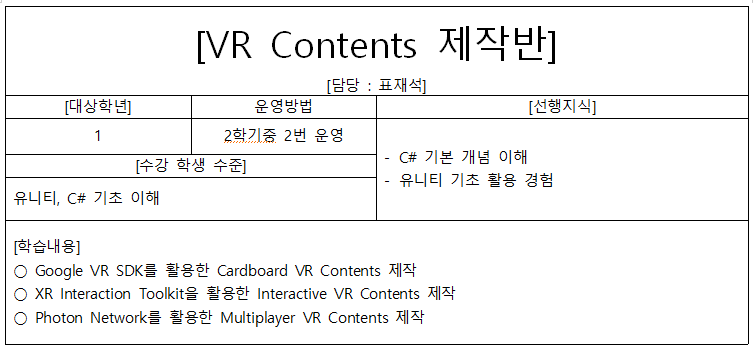 [VR Contents 제작반]
[담당 : 표재석]
[대상학년] 운영방법 [선행지식]
1 2학기중 2번 운영
- C# 기본 개념 이해
- 유니티 기초 활용 경험
[수강 학생 수준]
유니티, C# 기초 이해
[학습내용]
○ Google VR SDK를 활용한 Cardboard VR Contents 제작
○ XR Interaction Toolkit을 활용한 Interactive VR Contents 제작
○ Photon Network를 활용한 Multiplayer VR Contents 제작